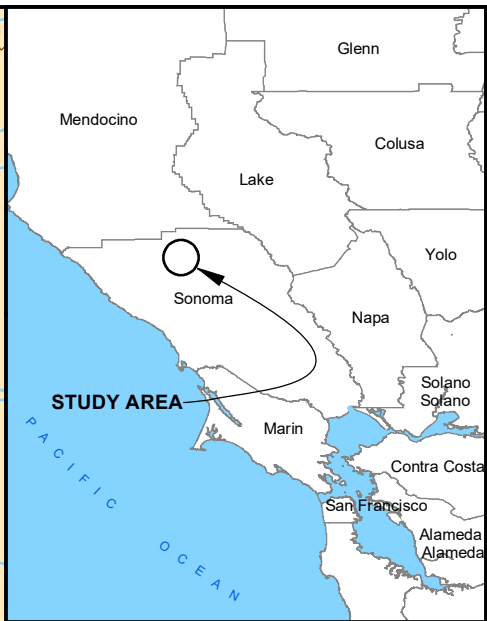 Glenn
Mendocino
Colusa
Lake
Yolo
Sonoma
Napa
STUDY AREA
Solano
Solano
Marin
Contra Costa
San Francisco
Alameda
Alameda
PACIFIC OCEAN